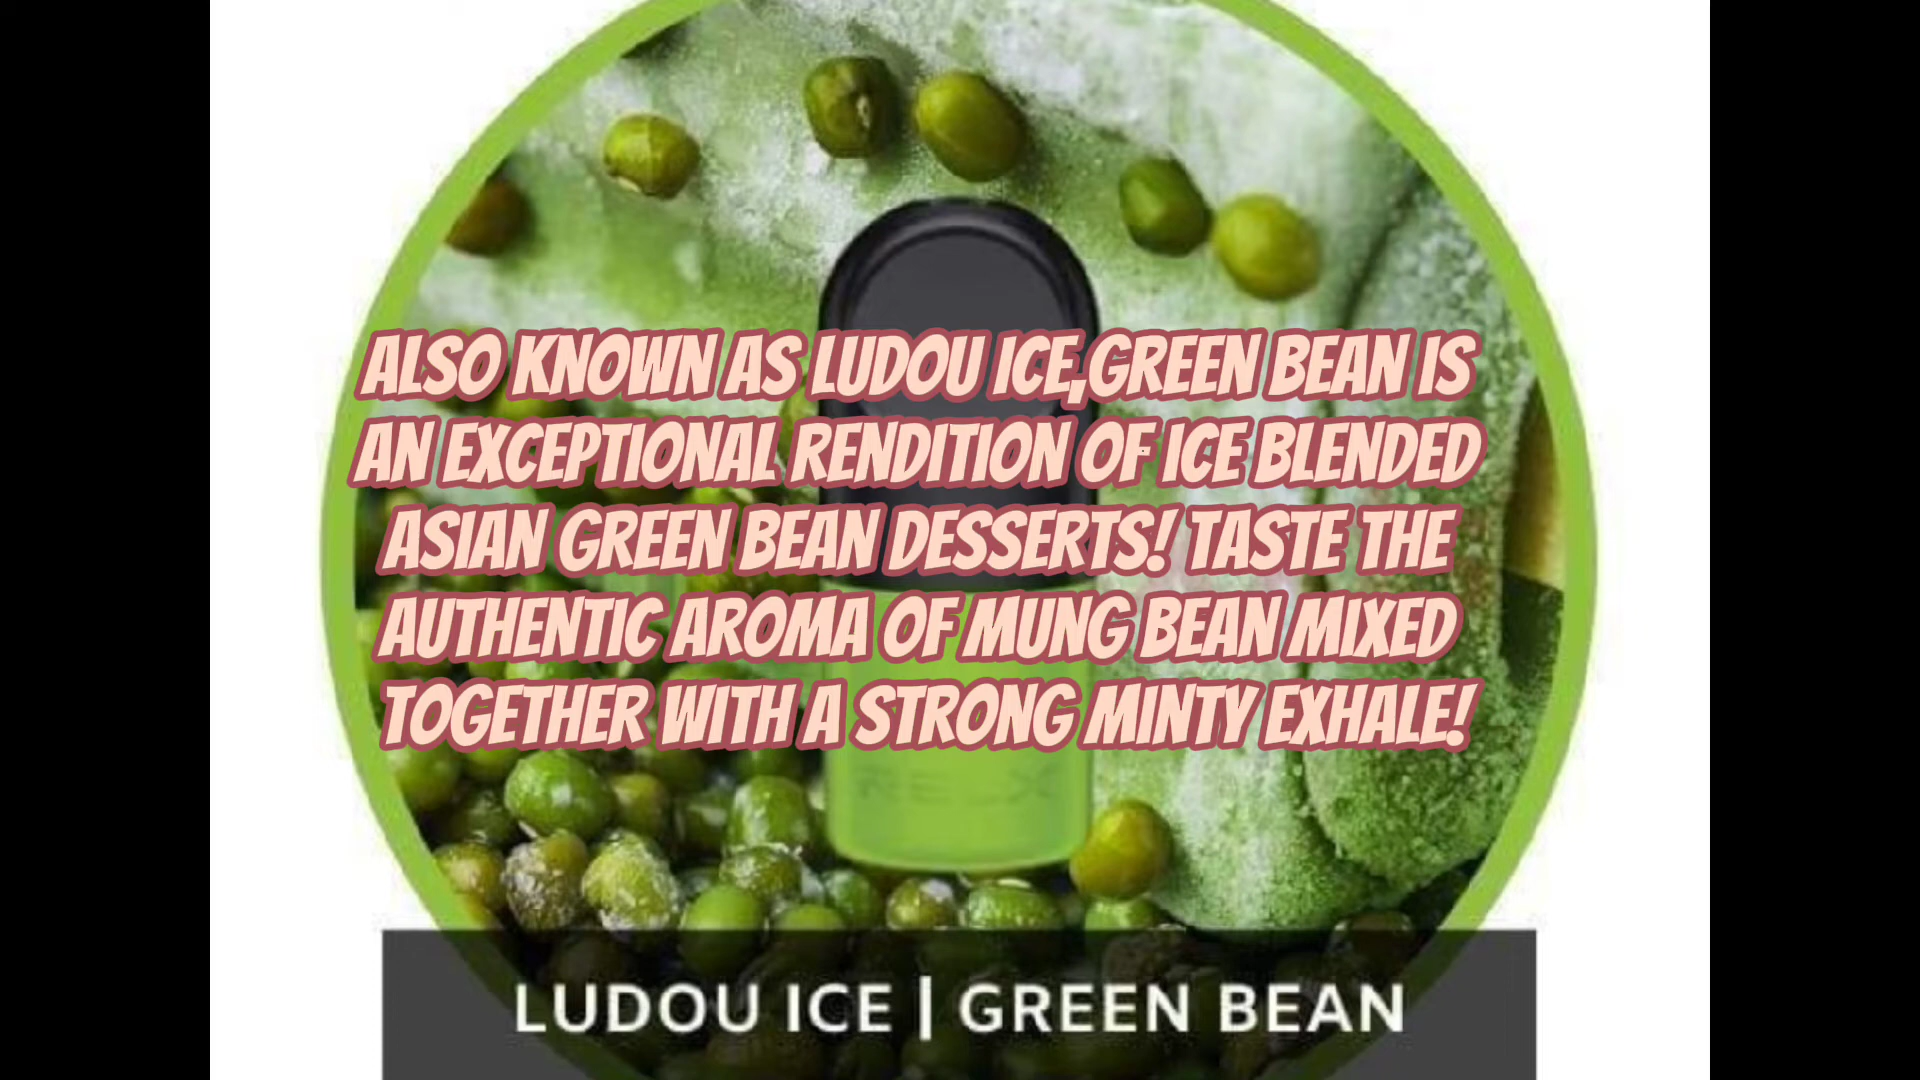 ALSO KNOWN AS LUDOU ICE,GREEN BEAN IS
AN EXCEPTIONAL RENDITION OF ICE BLENDED
ASIAN GREEN BEAN DESSERTS! TASTE THE
AUTHENTIC AROMA OF MUNG BEAN MIXED
TOGETHER WITH A STRONG MINTY EXHALE!
RELX
LUDOU ICE | GREEN BEAN